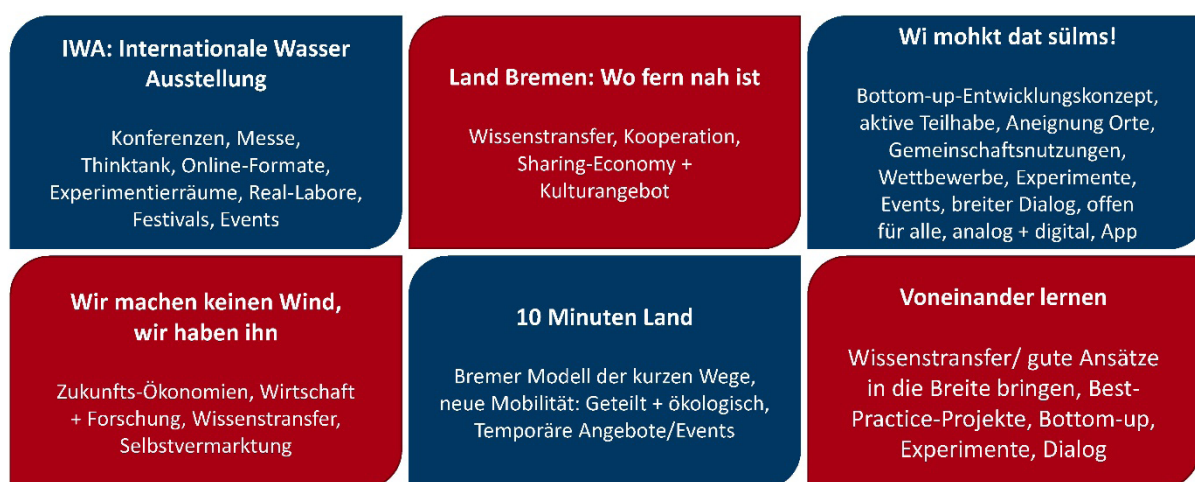 IWA: Internationale Wasser
Ausstellung
Konferenzen, Messe,
Thinktank, Online-Formate,
Experimentierräume, Real-Labore,
Festivals, Events
Land Bremen: Wo fern nah ist
Wissenstransfer, Kooperation,
Sharing-Economy +
Kulturangebot
Wi mohkt dat sülms!
Bottom-up-Entwicklungskonzept,
aktive Teilhabe, Aneignung Orte,
Gemeinschaftsnutzungen,
Wettbewerbe, Experimente,
Events, breiter Dialog, offen
für alle, analog + digital, App
Wir machen keinen Wind,
wir haben ihn
Zukunfts-Ökonomien, Wirtschaft
+ Forschung, Wissenstransfer,
Selbstvermarktung
10 Minuten Land
Bremer Modell der kurzen Wege,
neue Mobilität: Geteilt + ökologisch,
Temporäre Angebote/Events
Voneinander lernen
Wissenstransfer/ gute Ansätze
in die Breite bringen, Best-
Practice-Projekte, Bottom-up,
Experimente, Dialog